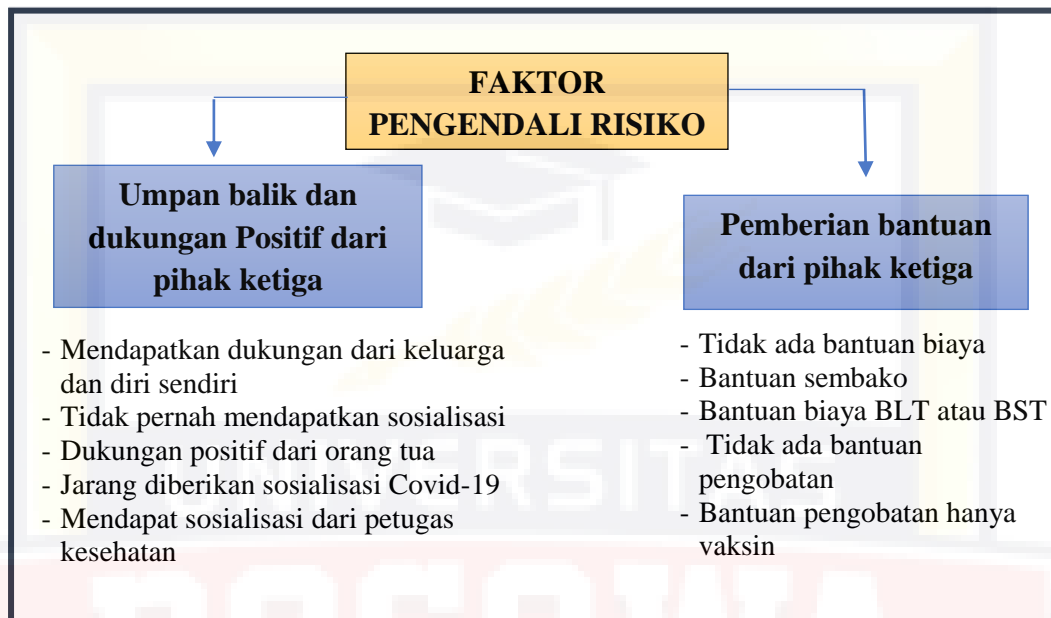 FAKTOR
PENGENDALI RISIKO
Umpan balik dan
dukungan Positif dari
pihak ketiga
- Mendapatkan dukungan dari keluarga
dan diri sendiri
- Tidak pernah mendapatkan sosialisasi
- Dukungan positif dari orang tua
- Jarang diberikan sosialisasi Covid-19
- Mendapat sosialisasi dari petugas
kesehatan
Pemberian bantuan
dari pihak ketiga
- Tidak ada bantuan biaya
- Bantuan sembako
- Bantuan biaya BLT atau BST
- Tidak ada bantuan
pengobatan
- Bantuan pengobatan hanya
vaksin
UNIVERSITAS
BOSOWA